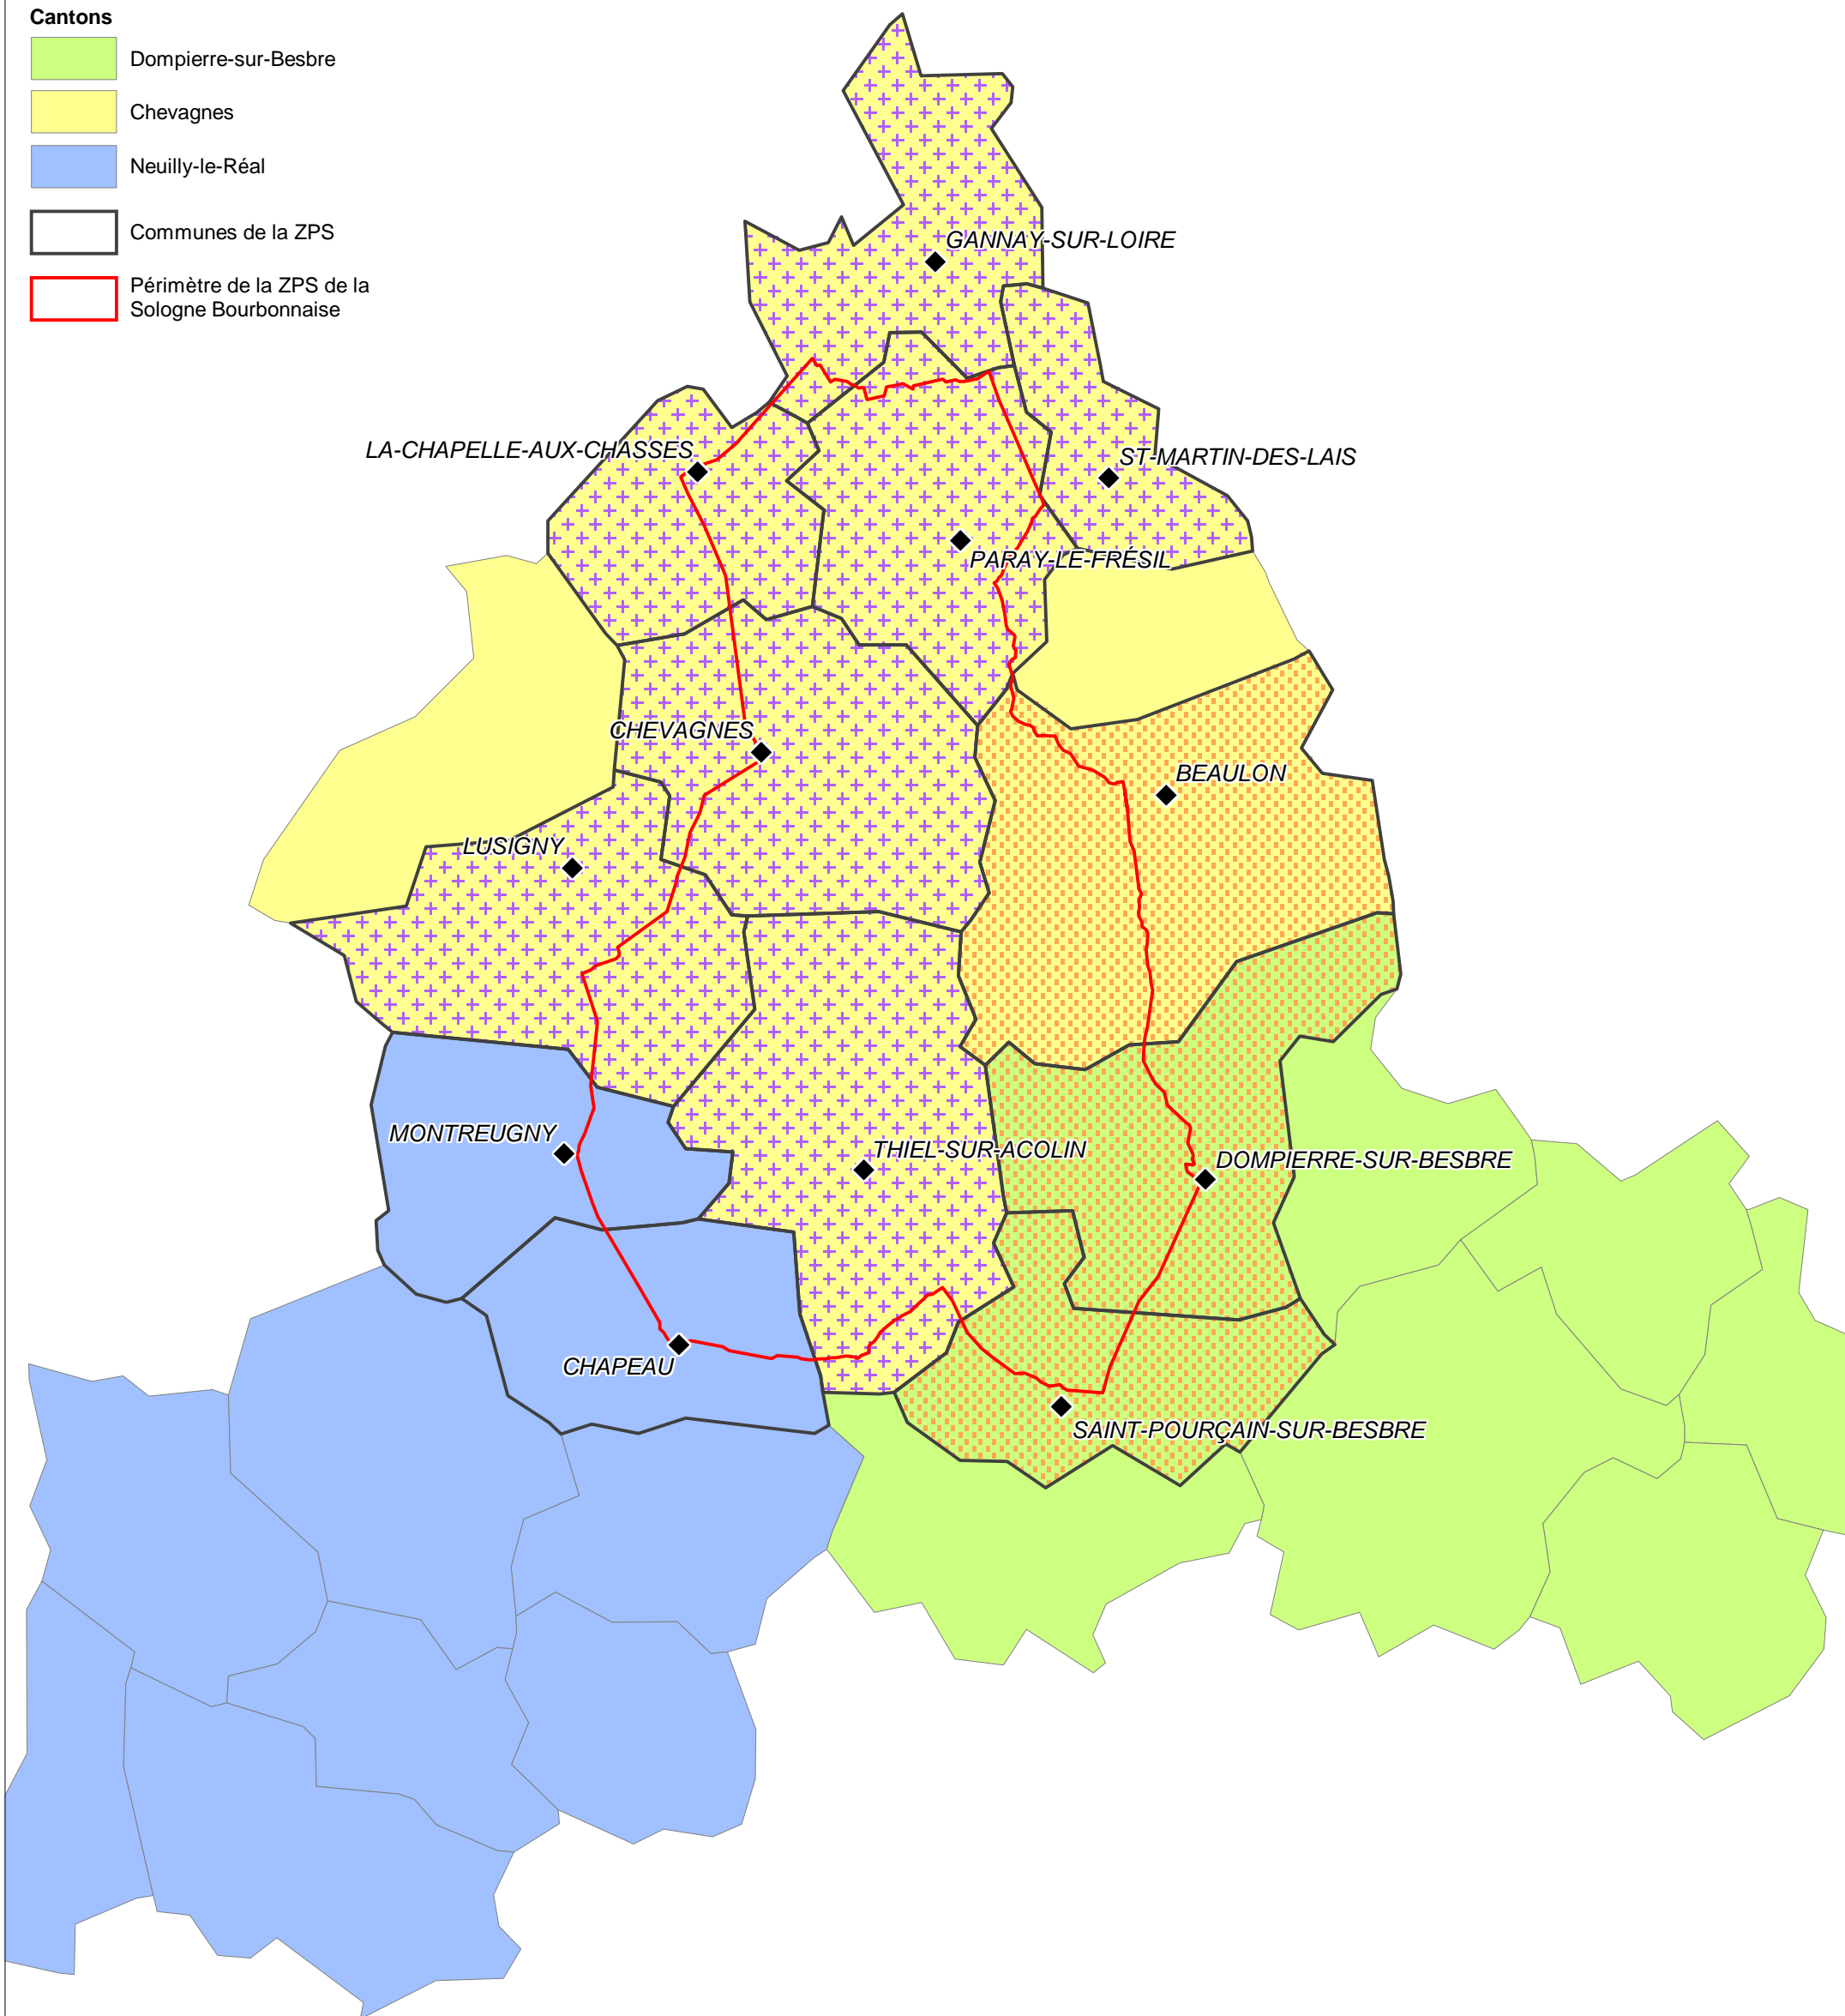 Cantons
Dompierre-sur-Besbre
Chevagnes
Neuilly-le-Réal
Communes de la ZPS
Périmètre de la ZPS de la
Sologne Bourbonnaise
GANNAY-SUR-LOIRE
LA-CHAPELLE-AUX-CHASSES
ST-MARTIN-DES-LAIS
PARAY-LE-FRÉSIL
CHEVAGNES
BEAULON
LUSIGNY
MONTREUGNY
THIEL-SUR-ACOLIN
DOMPIERRE-SUR-BESBRE
CHAPEAU
SAINT-POURÇAIN-SUR-BESBRE